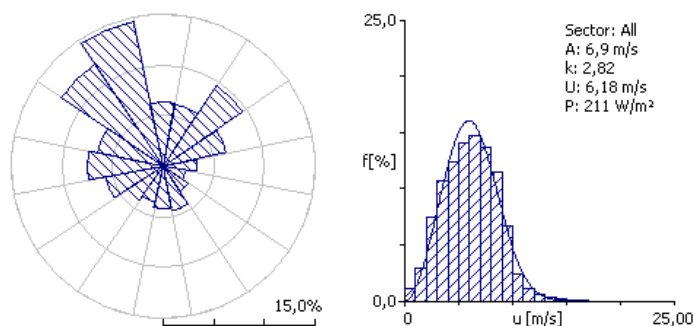 15,0%
25,0
f[%]
0,0
0
u [m/s]
25,00
Sector: All
A: 6,9 m/s
k: 2,82
U: 6,18 m/s
P: 211 W/m²